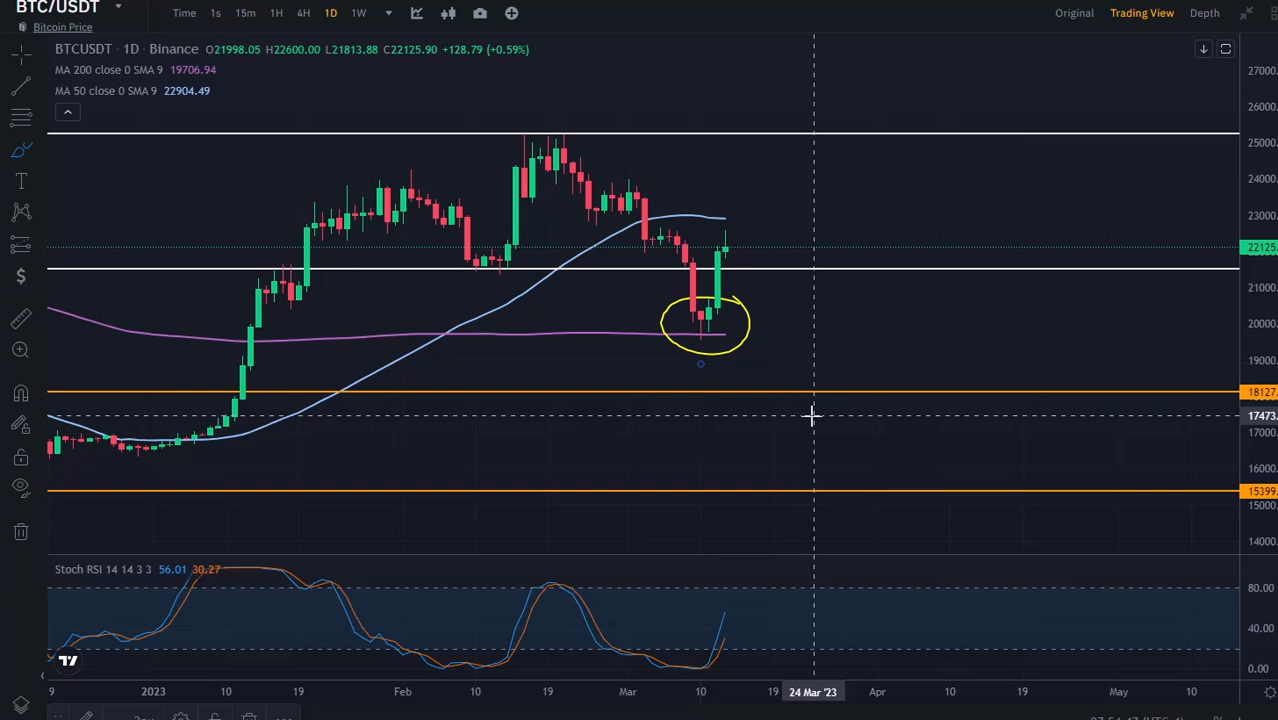 BTC/USDT
Bitcoin Price
Time 1s 15m 1H 4H 1D 1W
Original Trading View Depth
BTCUSDT · 1D · Binance O21998.05 H22600.00 L21813.88 C22125.90 +128.79 (+0.59%)
MA 200 close 0 SMA 9 19706.94
MA 50 close 0 SMA 9 22904.49
27000.
26000.
25000.
24000.
23000.
22125.
21000.
20000.
19000.
18127.
17473.
17000.
16000.
15399.
15000.
14000.
Stoch RSI 14 14 3 3 56.01 30.27
80.00
40.00
0.00
9 2023 10 19 Feb 10 19 Mar 10 19 24 Mar '23 Apr 10 19 May 10